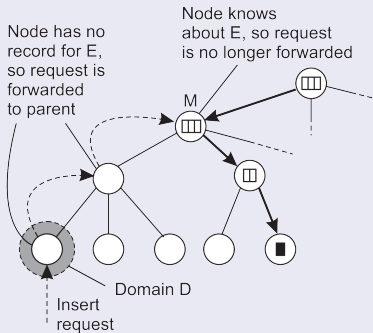 Node has no
record for E,
so request is
forwarded
to parent
Node knows
about E, so request
is no longer forwarded
M
Domain D
Insert
request